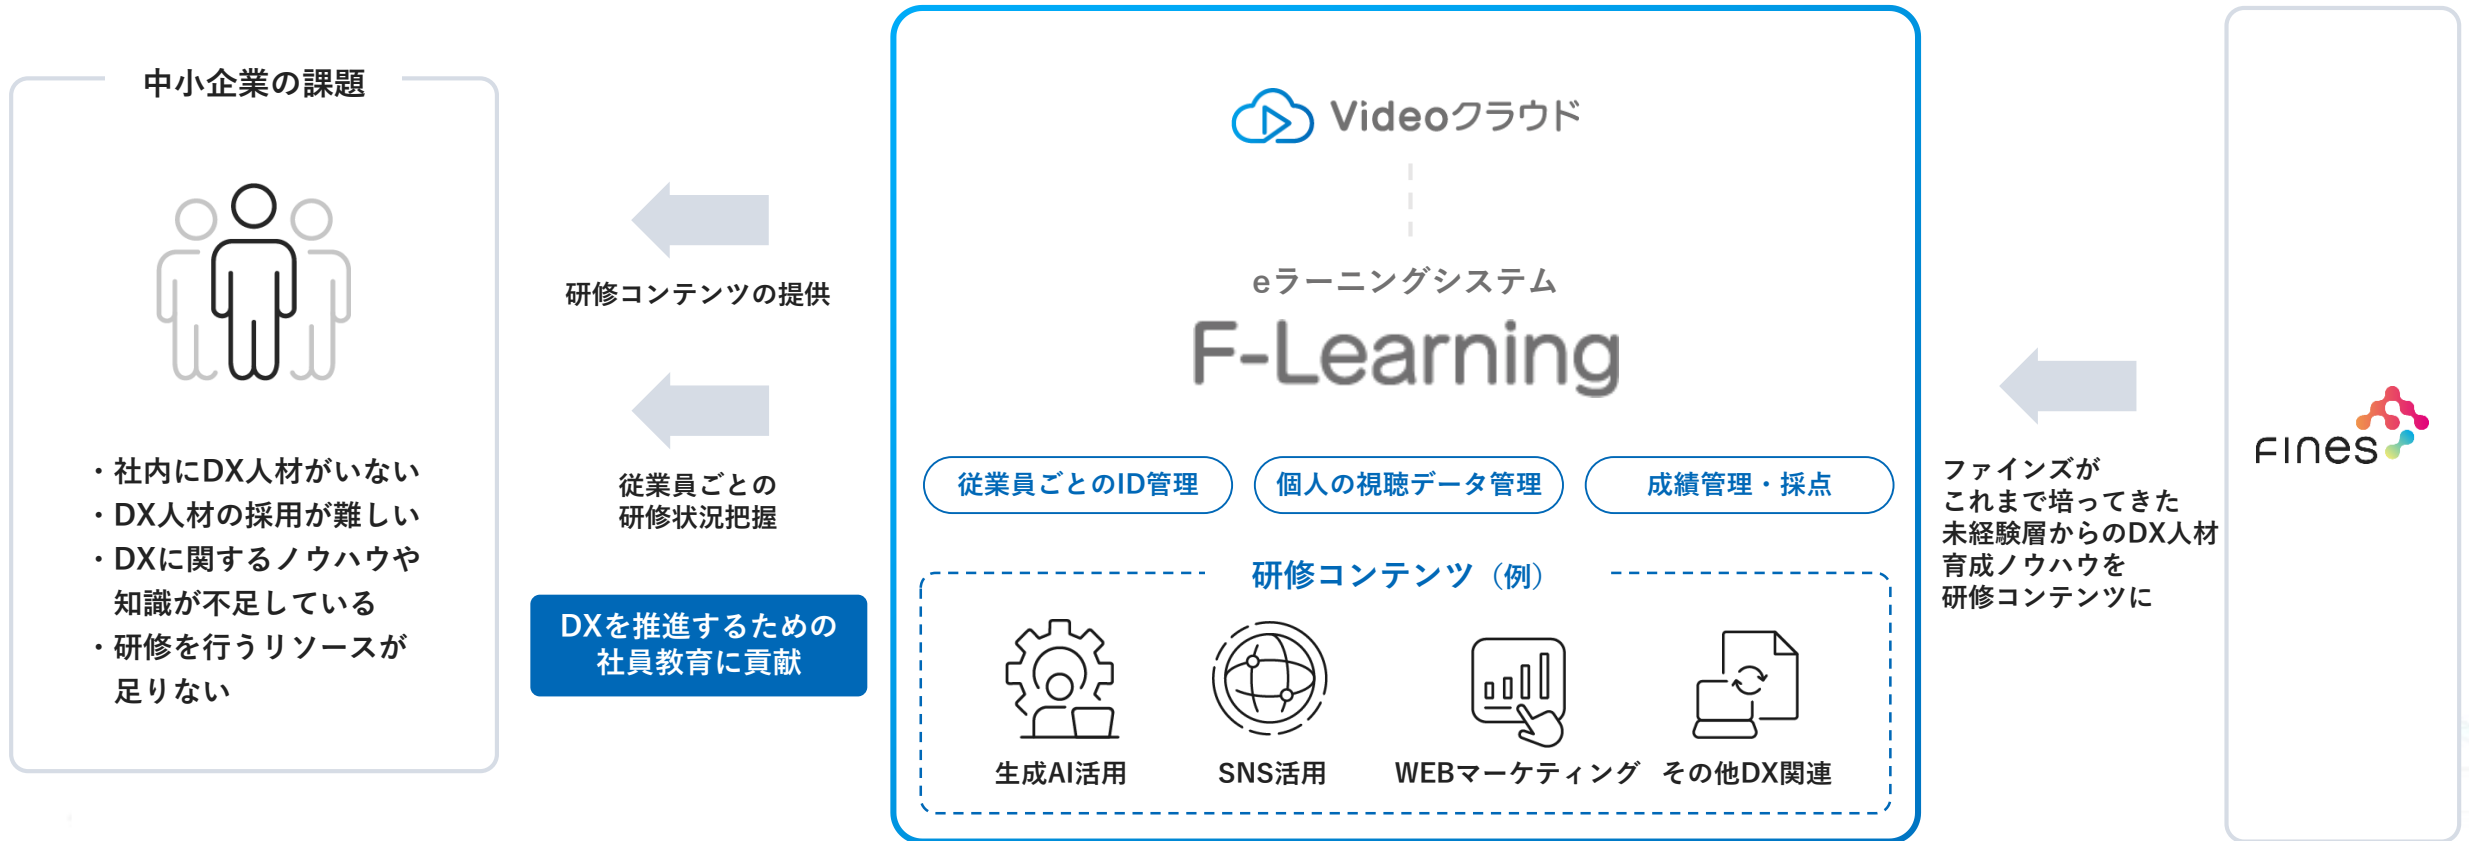 中小企業の課題
・社内にDX人材がいない
・DX人材の採用が難しい
・DXに関するノウハウや
知識が不足している
・研修を行うリソースが
足りない
研修コンテンツの提供
従業員ごとの
研修状況把握
DXを推進するための
社員教育に貢献
Videoクラウド
eラーニングシステム
F-Learning
従業員ごとのID管理
個人の視聴データ管理
成績管理・採点
研修コンテンツ（例）
生成AI活用
SNS活用
WEBマーケティング
その他DX関連
ファインズが
これまで培ってきた
未経験層からのDX人材
育成ノウハウを
研修コンテンツに
FINES